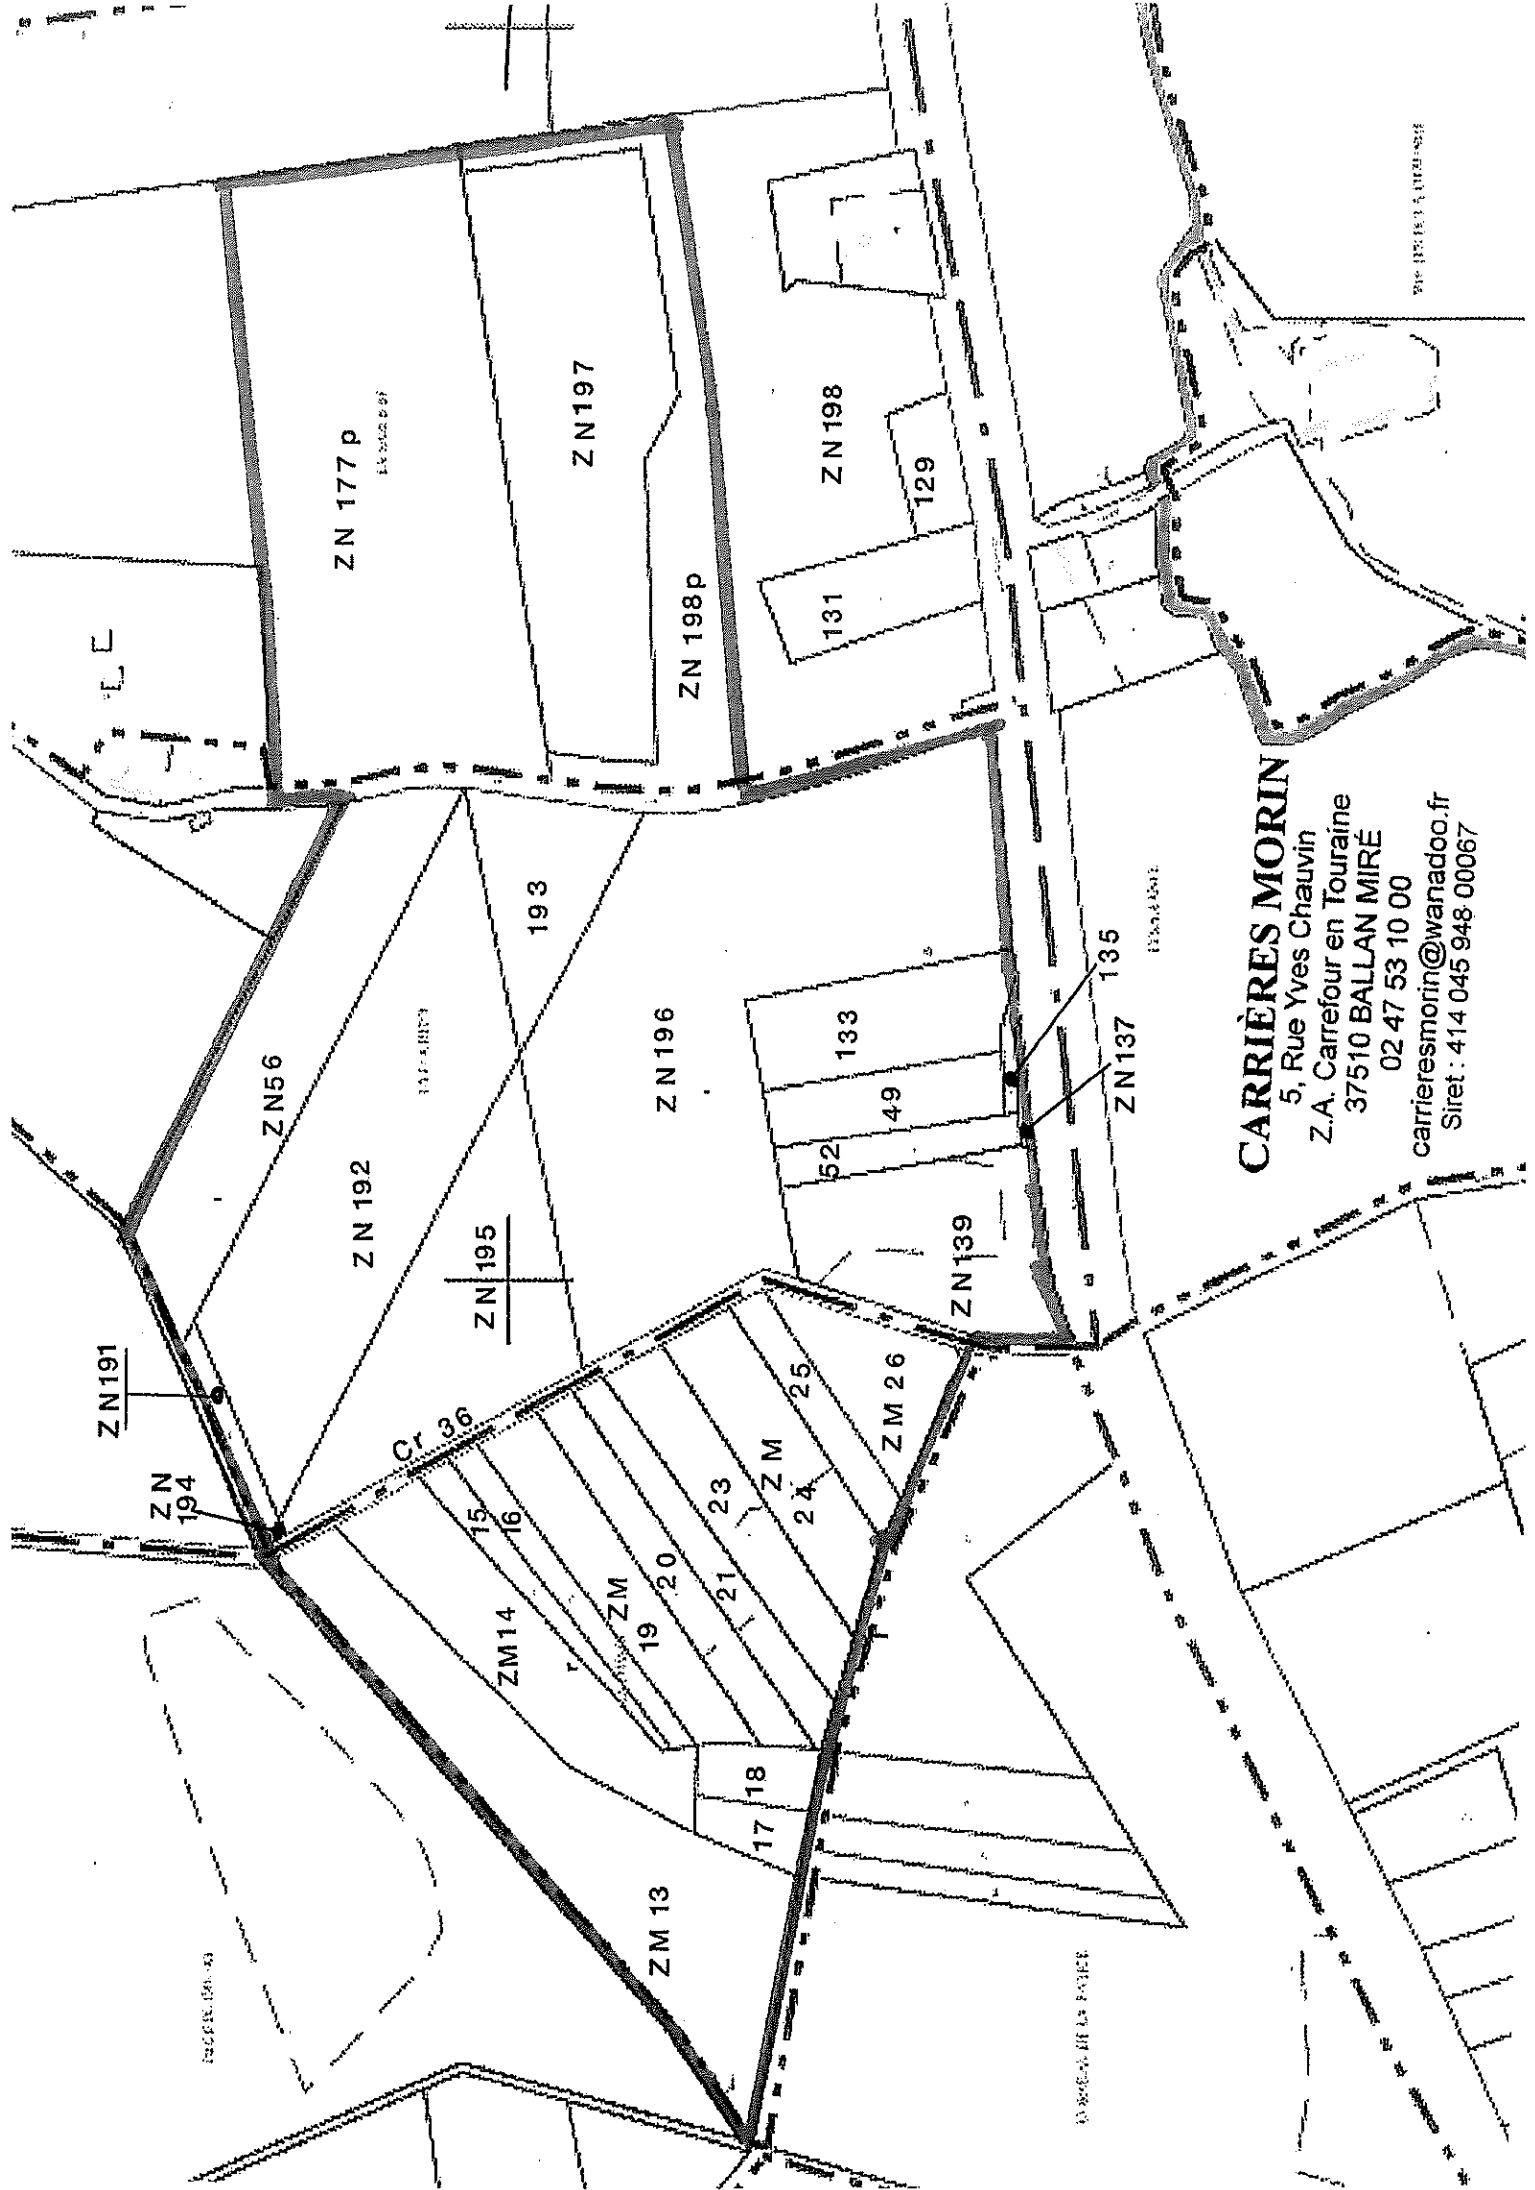 ZN191
ZN
194
Cr 36
ZN56
ZN 192
ZN 195
193
ZN 196
133
49
52
135
ZN137
ZN139
ZN 177 p
ZN197
ZN 198p
ZN198
129
131
ZM 13
ZM14
15
16
17
18
ZM
19
20
21
23
ZM
24
25
ZM 26
CARRIÈRES MORIN
5, Rue Yves Chauvin
Z.A. Carrefour en Touraine
37510 BALLAN MIRÉ
02 47 53 10 00
carrieresmorin@wanadoo.fr
Siret : 414 045 948 00067